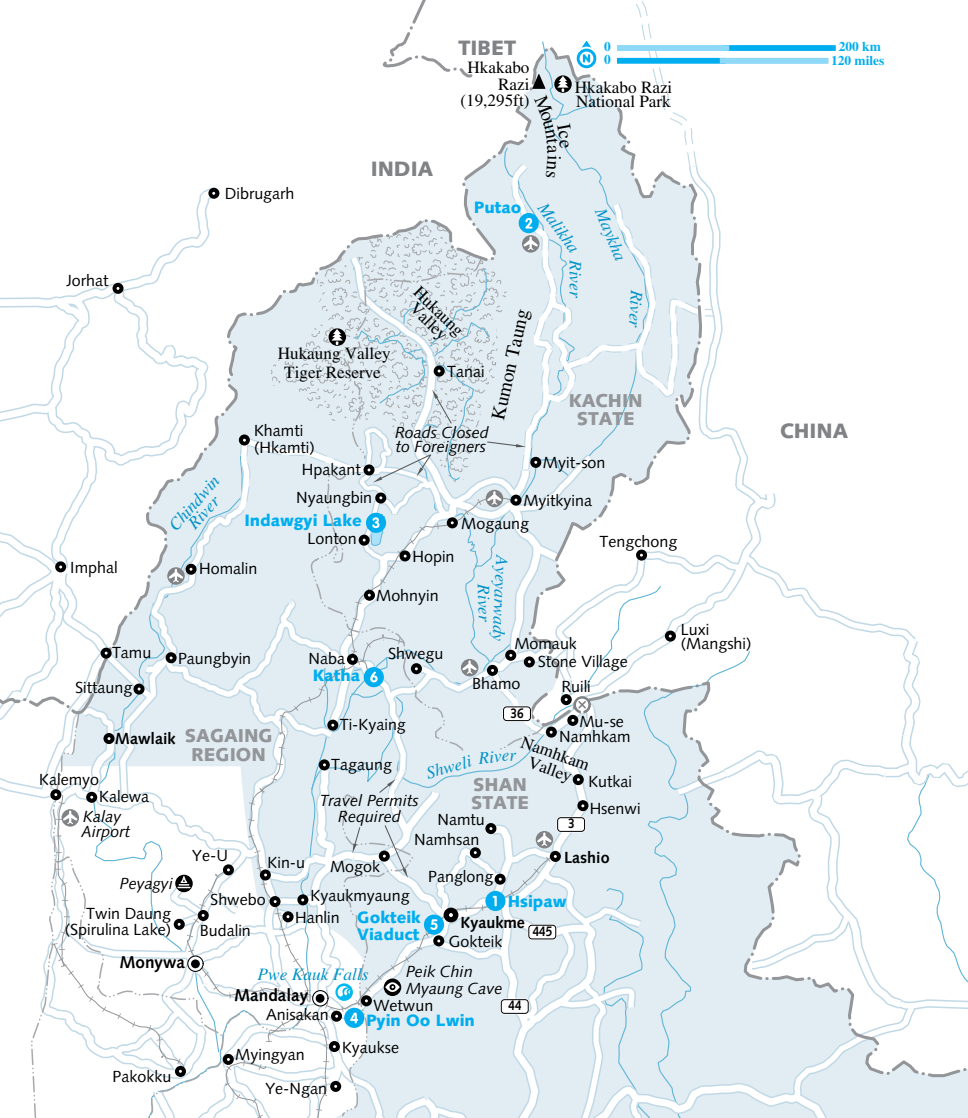 TIBET
0 200 km
N
0 120 miles
Hkakabo
Razi
(19,295ft)
Hkakabo Razi
National Park
Ice
Mountains
INDIA
Dibrugarh
Putao
2
Malikha
River
Maykha
River
Jorhat
Hukaung
Valley
Hukaung Valley
Tiger Reserve
Tanai
Kumon Taung
KACHIN
STATE
CHINA
Khamti
(Hkamti)
Roads Closed
to Foreigners
Hpakant
Myit-son
Nyaungbin
Myitkyina
Chindwin
River
Indawgyi Lake
3
Mogaung
Lonton
Hopin
Tengchong
Imphal
Homalin
Ayeyarwady
River
Mohnyin
Luxi
(Mangshi)
Tamu
Paungbyin
Naba
Shwegu
Momauk
Stone Village
Katha
6
Bhamo
Sittaung
Ruili
36
Mu-se
Namhkam
Mawlaik
SAGAING
REGION
Ti-Kyaing
Namhkam
Valley
Shweli River
Tagaung
Kalemyo
Kalewa
SHAN
STATE
Kutkai
Hsenwi
Kalay
Airport
Travel Permits
Required
Namtu
3
Namhsan
Ye-U
Kin-u
Mogok
Lashio
Peyagyi
Panglong
Shwebo
Kyaukmyaung
1
Hsipaw
Twin Daung
(Spirulina Lake)
Budalin
Hanlin
Gokteik
Viaduct
5
Kyaukme
445
Gokteik
Monywa
Pwe Kauk Falls
Peik Chin
Myaung Cave
Mandalay
Wetwun
44
Anisakan
4
Pyin Oo Lwin
Kyaukse
Myingyan
Pakokku
Ye-Ngan